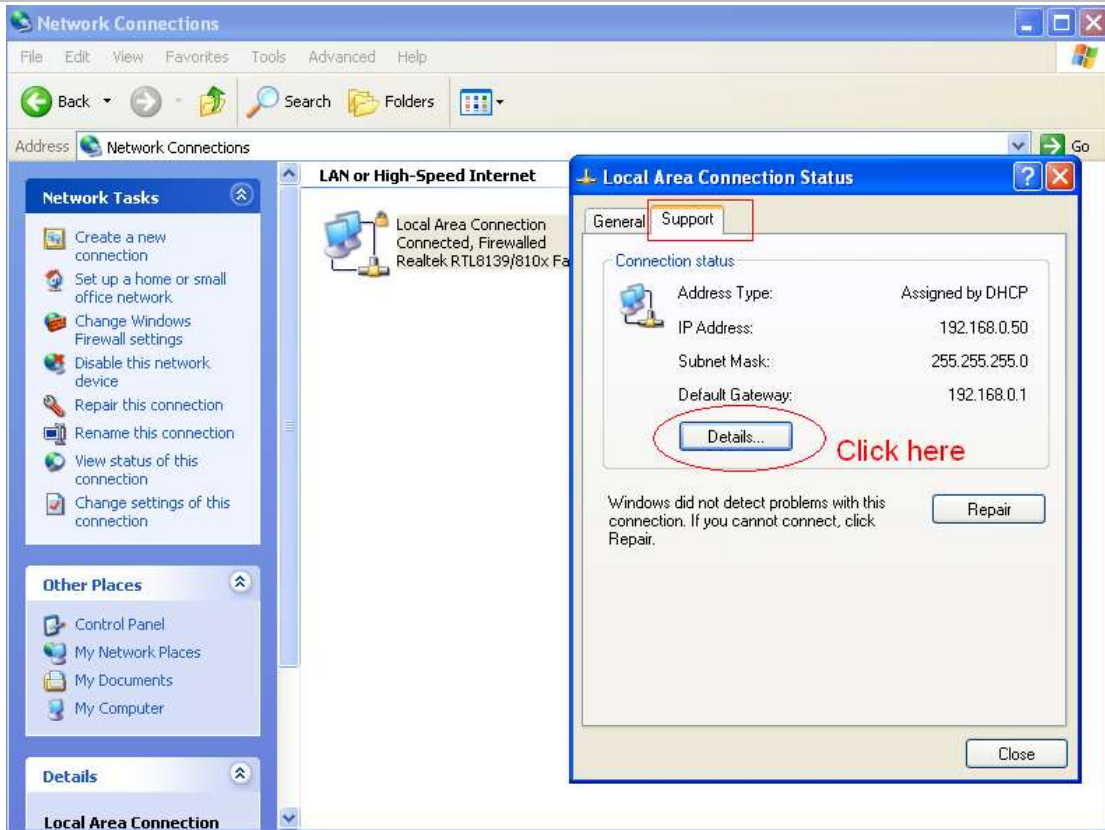 Network Connections
File Edit View Favorites Tools Advanced Help
Back Search Folders
Address Network Connections Go
Network Tasks
Create a new
connection
Set up a home or small
office network
Change Windows
Firewall settings
Disable this network
device
Repair this connection
Rename this connection
View status of this
connection
Change settings of this
connection
Other Places
Control Panel
My Network Places
My Documents
My Computer
Details
Local Area Connection
LAN or High-Speed Internet
Local Area Connection
Connected, Firewalled
Realtek RTL8139/810x Fa
Local Area Connection Status
General Support
Connection status
Address Type: Assigned by DHCP
IP Address: 192.168.0.50
Subnet Mask: 255.255.255.0
Default Gateway: 192.168.0.1
Details...
Click here
Windows did not detect problems with this
connection. If you cannot connect, click
Repair.
Repair
Close